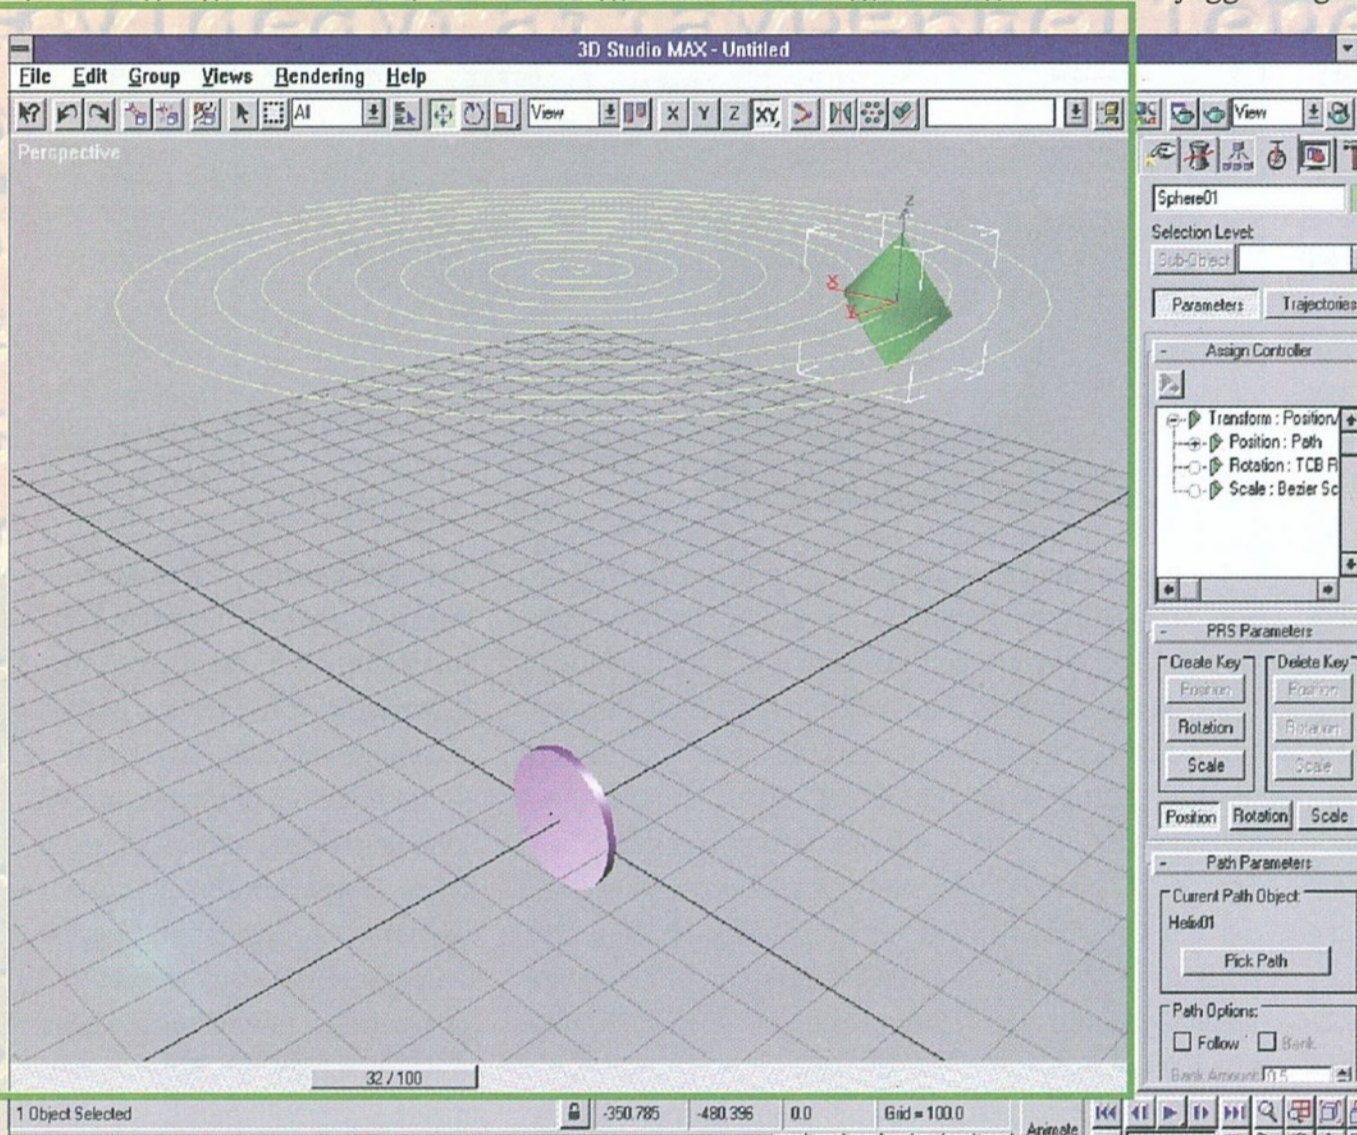 3D Studio MAX - Untitled
File Edit Group Views Rendering Help
All View X Y Z XY View
Perspective
Z
X
Y
Sphere01
Selection Level:
Sub-Object
Parameters Trajectories
- Assign Controller
Transform : Position/
Position : Path
Rotation : TCB R
Scale : Bezier Sc
- PRS Parameters
Create Key Delete Key
Position Position
Rotation Rotation
Scale Scale
Position Rotation Scale
- Path Parameters
Current Path Object:
Helix01
Pick Path
Path Options:
Follow Bank
Bank Amount: 0.5
32 / 100
1 Object Selected -350.785 -480.396 0.0 Grid = 100.0
Animate